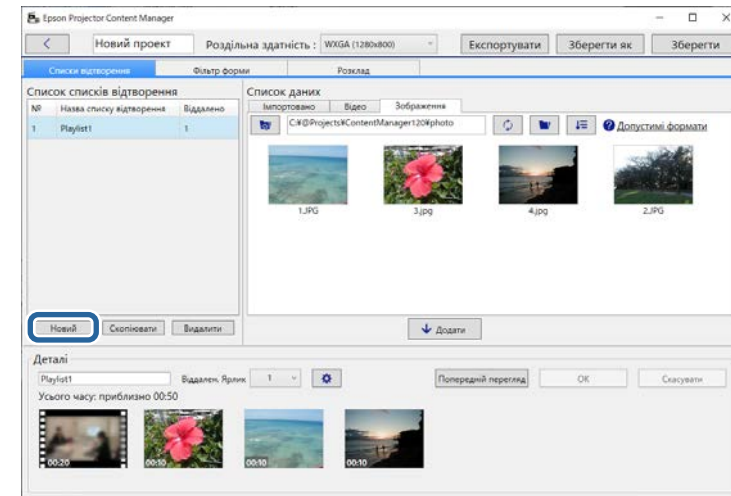 Epson Projector Content Manager
Новий проект Роздільна здатність : WXGA (1280x800) Експортувати Зберегти як Зберегти
Списки відтворення Фільтр форми Розклад
Список списків відтворення Список даних
№ Назва списку відтворення Віддалено Імпортовано Відео Зображення
1 Playlist1 1 C:¥@Projects¥ContentManager120¥photo Допустимі формати
1.JPG 3.jpg 4.jpg 2.JPG
Новий Скопіювати Видалити Додати
Деталі
Playlist1 Віддален. Ярлик 1 Попередній перегляд OK Скасувати
Усього часу: приблизно 00:50
00:20 00:10 00:10 00:10